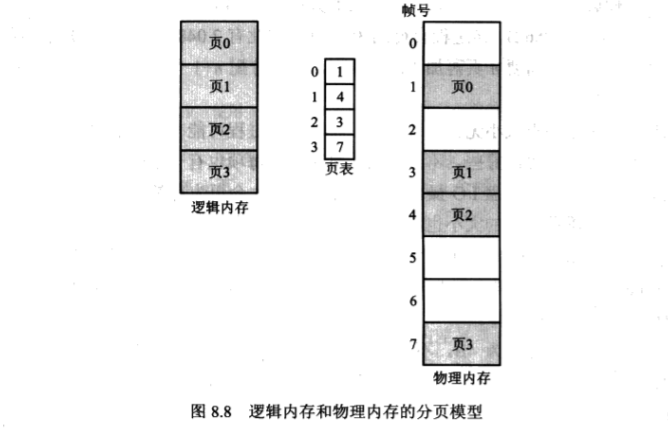 帧号
页0
页1
页2
页3
逻辑内存
0 1
1 4
2 3
3 7
页表
0
1 页0
2
3 页1
4 页2
5
6
7 页3
物理内存
图 8.8 逻辑内存和物理内存的分页模型